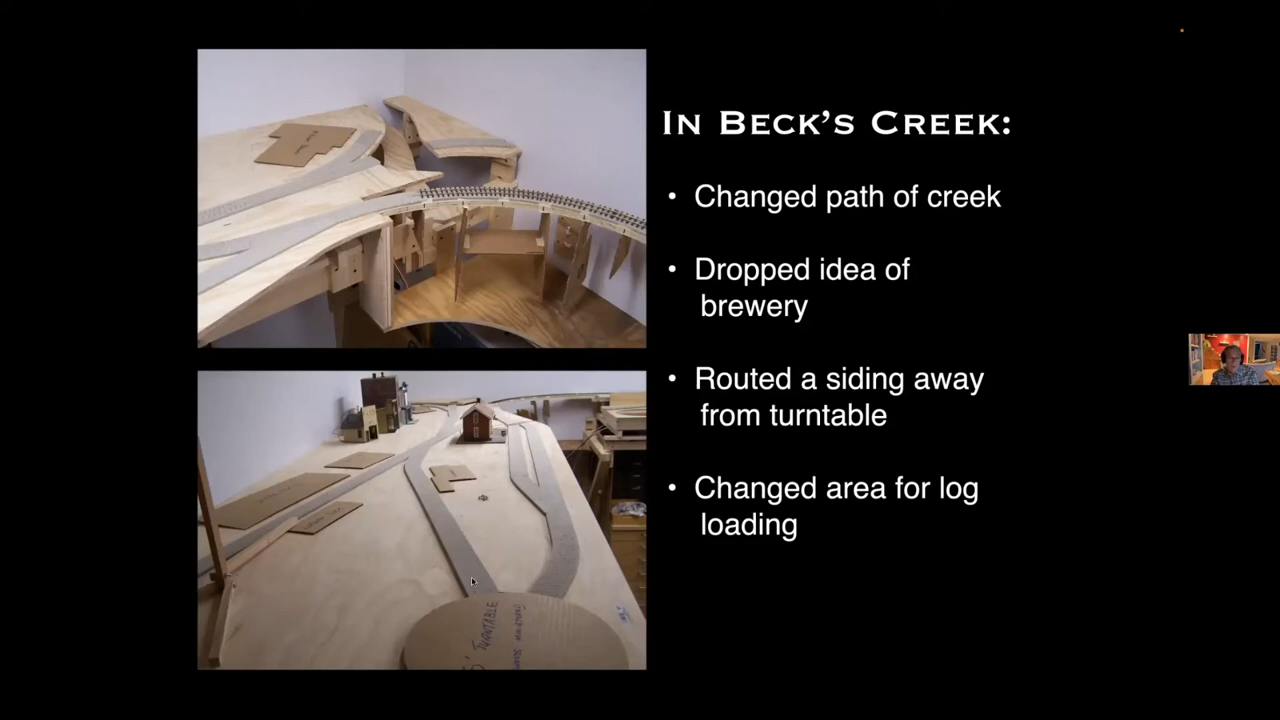 IN BECK'S CREEK:
• Changed path of creek
• Dropped idea of
brewery
• Routed a siding away
from turntable
• Changed area for log
loading
TURNTABLE